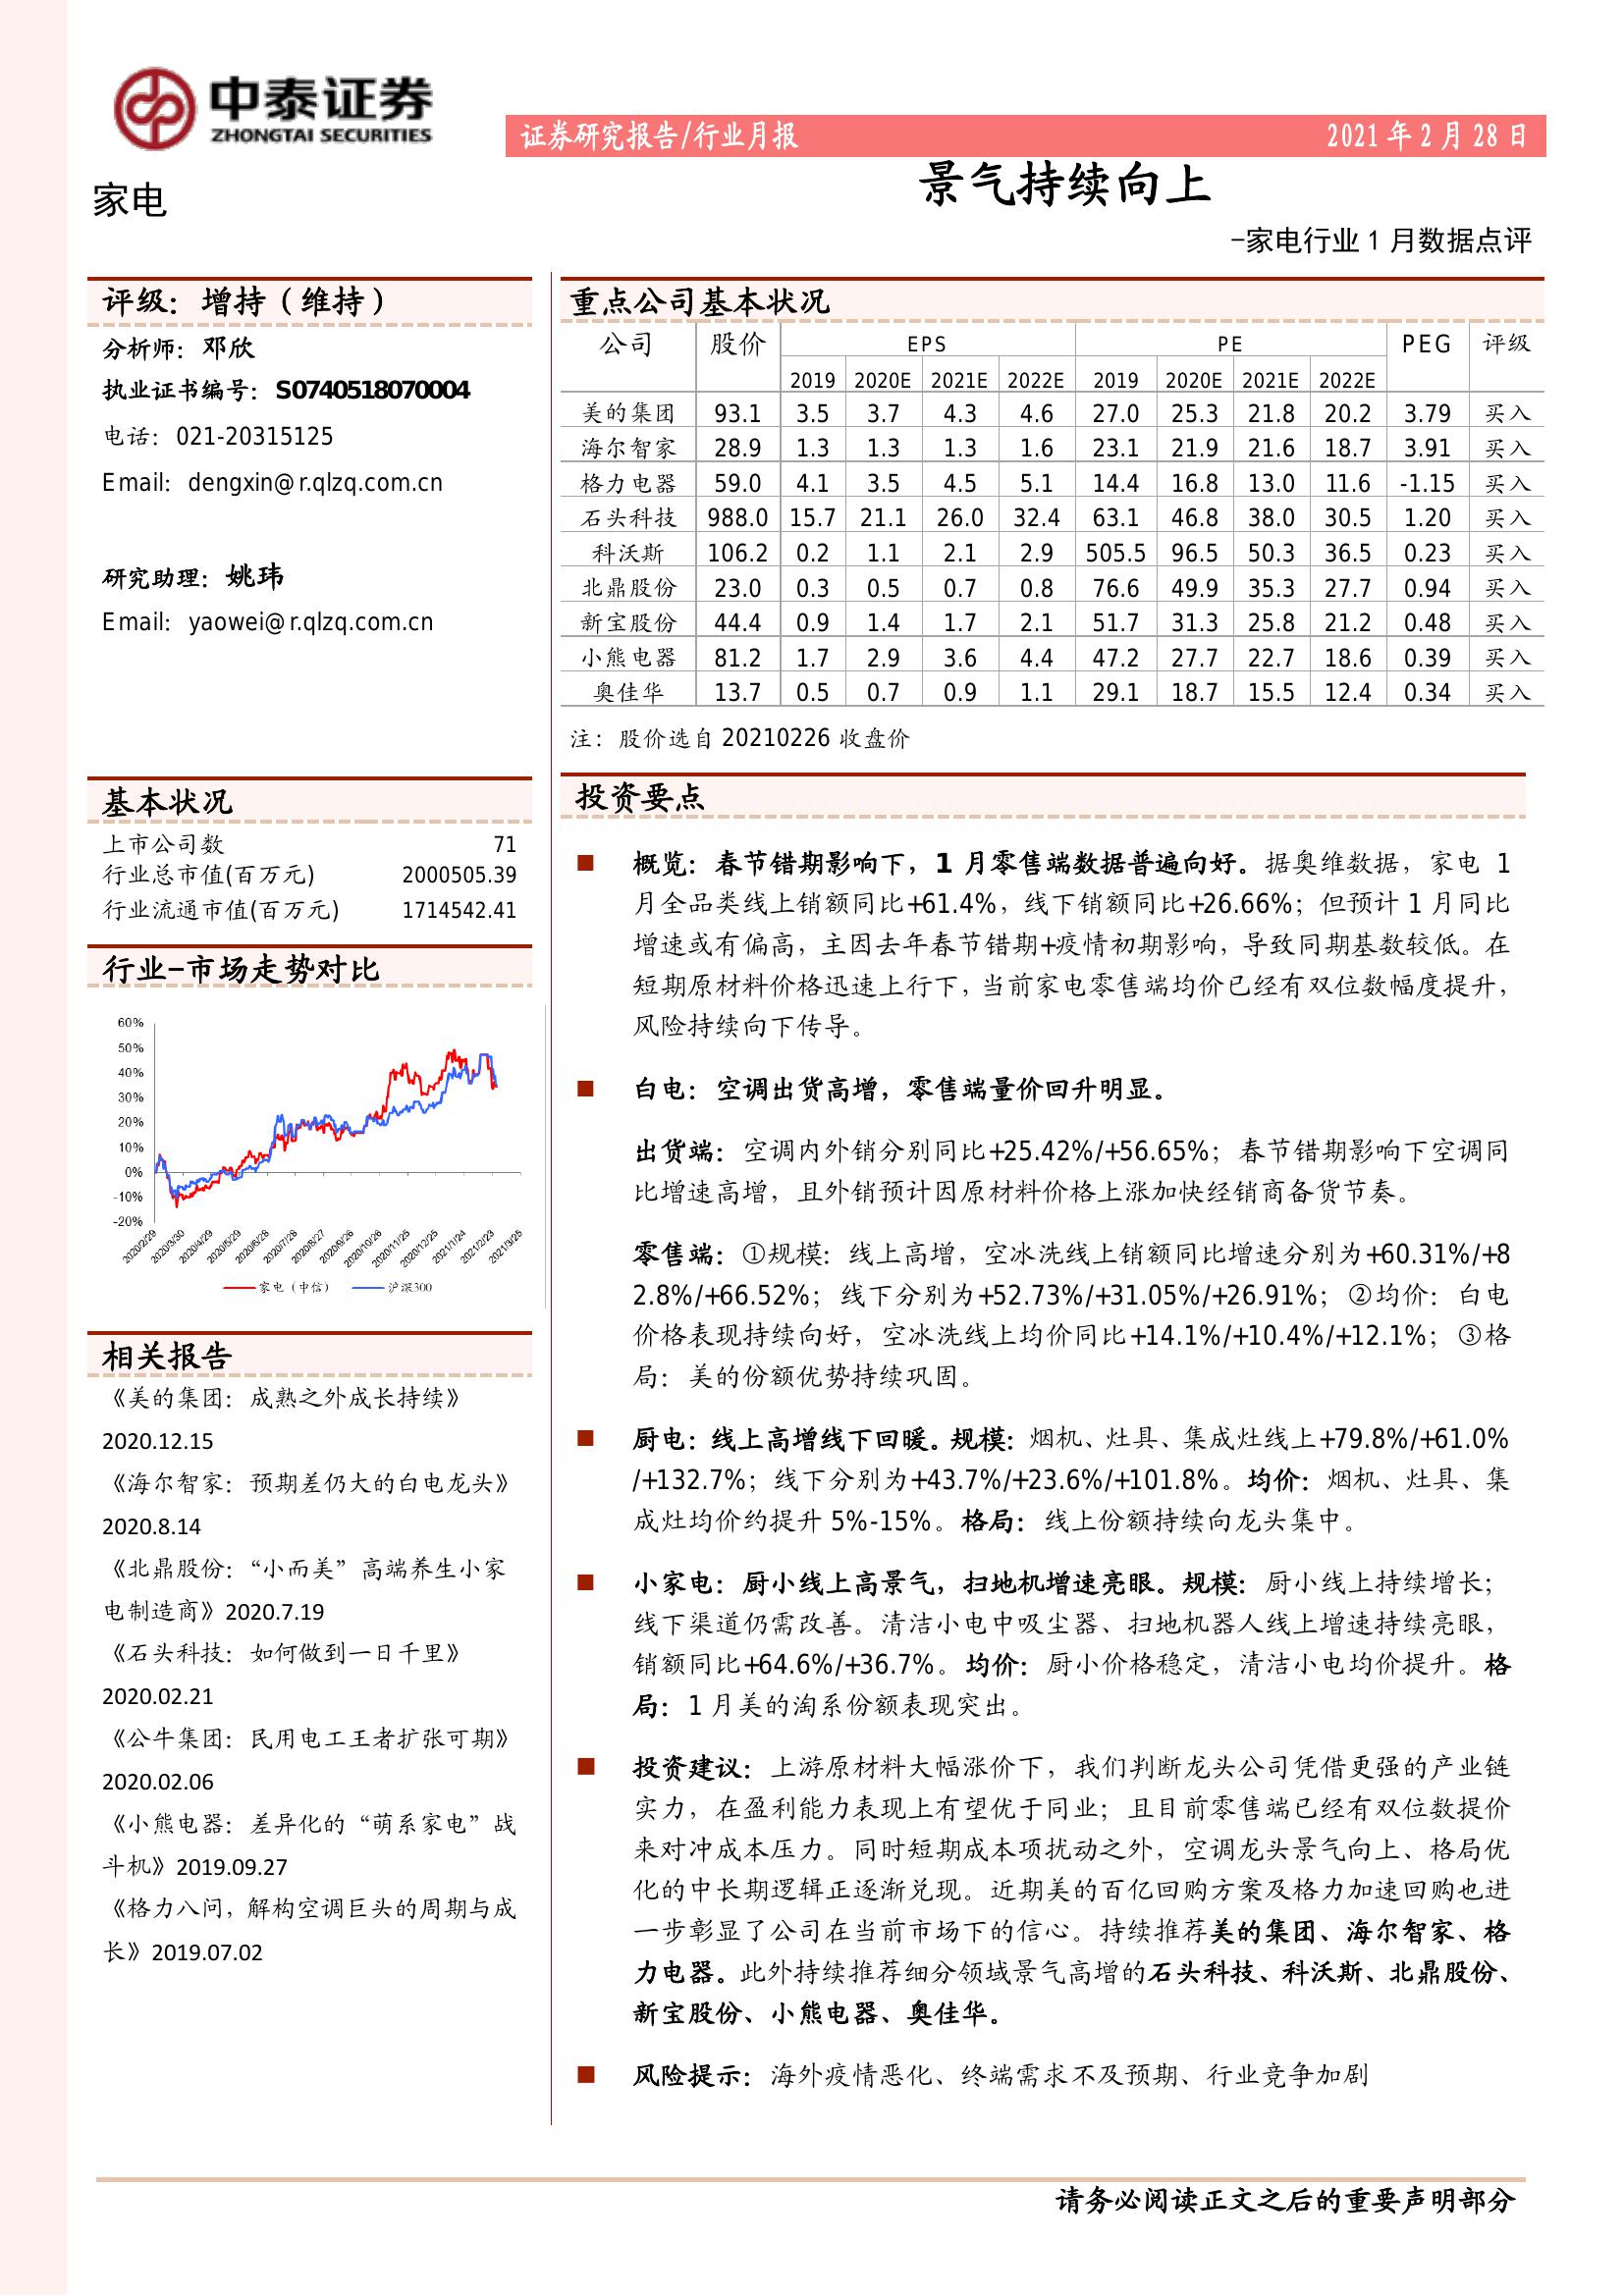 中泰证券
ZHONGTAI SECURITIES
证券研究报告/行业月报 2021 年 2 月 28 日
家电
景气持续向上
-家电行业 1 月数据点评
评级：增持（维持）
分析师：邓欣
执业证书编号：S0740518070004
电话：021-20315125
Email：dengxin@r.qlzq.com.cn
研究助理：姚玮
Email：yaowei@r.qlzq.com.cn
基本状况
上市公司数 71
行业总市值(百万元) 2000505.39
行业流通市值(百万元) 1714542.41
行业-市场走势对比
60%
50%
40%
30%
20%
10%
0%
-10%
-20%
2020/2/29 2020/3/30 2020/4/29 2020/5/29 2020/6/28 2020/7/28 2020/8/27 2020/9/26 2020/10/26 2020/11/25 2020/12/25 2021/1/24 2021/2/23 2021/3/25
家电（中信） 沪深300
相关报告
《美的集团：成熟之外成长持续》
2020.12.15
《海尔智家：预期差仍大的白电龙头》
2020.8.14
《北鼎股份：“小而美”高端养生小家
电制造商》2020.7.19
《石头科技：如何做到一日千里》
2020.02.21
《公牛集团：民用电工王者扩张可期》
2020.02.06
《小熊电器：差异化的“萌系家电”战
斗机》2019.09.27
《格力八问，解构空调巨头的周期与成
长》2019.07.02
重点公司基本状况
公司 股价 EPS PE PEG 评级
2019 2020E 2021E 2022E 2019 2020E 2021E 2022E
美的集团 93.1 3.5 3.7 4.3 4.6 27.0 25.3 21.8 20.2 3.79 买入
海尔智家 28.9 1.3 1.3 1.3 1.6 23.1 21.9 21.6 18.7 3.91 买入
格力电器 59.0 4.1 3.5 4.5 5.1 14.4 16.8 13.0 11.6 -1.15 买入
石头科技 988.0 15.7 21.1 26.0 32.4 63.1 46.8 38.0 30.5 1.20 买入
科沃斯 106.2 0.2 1.1 2.1 2.9 505.5 96.5 50.3 36.5 0.23 买入
北鼎股份 23.0 0.3 0.5 0.7 0.8 76.6 49.9 35.3 27.7 0.94 买入
新宝股份 44.4 0.9 1.4 1.7 2.1 51.7 31.3 25.8 21.2 0.48 买入
小熊电器 81.2 1.7 2.9 3.6 4.4 47.2 27.7 22.7 18.6 0.39 买入
奥佳华 13.7 0.5 0.7 0.9 1.1 29.1 18.7 15.5 12.4 0.34 买入
注：股价选自 20210226 收盘价
投资要点
■ 概览：春节错期影响下，1 月零售端数据普遍向好。据奥维数据，家电 1
月全品类线上销额同比+61.4%，线下销额同比+26.66%；但预计 1 月同比
增速或有偏高，主因去年春节错期+疫情初期影响，导致同期基数较低。在
短期原材料价格迅速上行下，当前家电零售端均价已经有双位数幅度提升，
风险持续向下传导。
■ 白电：空调出货高增，零售端量价回升明显。
出货端：空调内外销分别同比+25.42%/+56.65%；春节错期影响下空调同
比增速高增，且外销预计因原材料价格上涨加快经销商备货节奏。
零售端：①规模：线上高增，空冰洗线上销额同比增速分别为+60.31%/+8
2.8%/+66.52%；线下分别为+52.73%/+31.05%/+26.91%；②均价：白电
价格表现持续向好，空冰洗线上均价同比+14.1%/+10.4%/+12.1%；③格
局：美的份额优势持续巩固。
■ 厨电：线上高增线下回暖。规模：烟机、灶具、集成灶线上+79.8%/+61.0%
/+132.7%；线下分别为+43.7%/+23.6%/+101.8%。均价：烟机、灶具、集
成灶均价约提升 5%-15%。格局：线上份额持续向龙头集中。
■ 小家电：厨小线上高景气，扫地机增速亮眼。规模：厨小线上持续增长；
线下渠道仍需改善。清洁小电中吸尘器、扫地机器人线上增速持续亮眼，
销额同比+64.6%/+36.7%。均价：厨小价格稳定，清洁小电均价提升。格
局：1 月美的淘系份额表现突出。
■ 投资建议：上游原材料大幅涨价下，我们判断龙头公司凭借更强的产业链
实力，在盈利能力表现上有望优于同业；且目前零售端已经有双位数提价
来对冲成本压力。同时短期成本项扰动之外，空调龙头景气向上、格局优
化的中长期逻辑正逐渐兑现。近期美的百亿回购方案及格力加速回购也进
一步彰显了公司在当前市场下的信心。持续推荐美的集团、海尔智家、格
力电器。此外持续推荐细分领域景气高增的石头科技、科沃斯、北鼎股份、
新宝股份、小熊电器、奥佳华。
■ 风险提示：海外疫情恶化、终端需求不及预期、行业竞争加剧
请务必阅读正文之后的重要声明部分